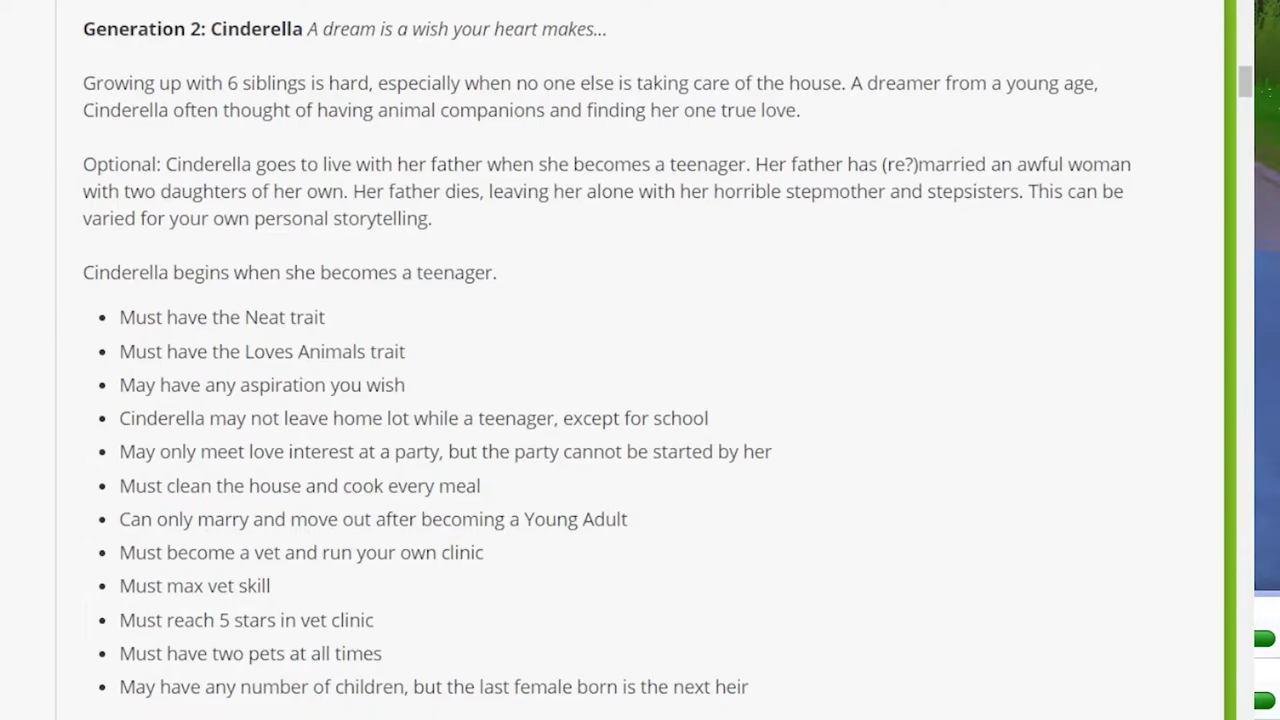 Generation 2: Cinderella A dream is a wish your heart makes...
Growing up with 6 siblings is hard, especially when no one else is taking care of the house. A dreamer from a young age,
Cinderella often thought of having animal companions and finding her one true love.
Optional: Cinderella goes to live with her father when she becomes a teenager. Her father has (re?)married an awful woman
with two daughters of her own. Her father dies, leaving her alone with her horrible stepmother and stepsisters. This can be
varied for your own personal storytelling.
Cinderella begins when she becomes a teenager.
• Must have the Neat trait
• Must have the Loves Animals trait
• May have any aspiration you wish
• Cinderella may not leave home lot while a teenager, except for school
• May only meet love interest at a party, but the party cannot be started by her
• Must clean the house and cook every meal
• Can only marry and move out after becoming a Young Adult
• Must become a vet and run your own clinic
• Must max vet skill
• Must reach 5 stars in vet clinic
• Must have two pets at all times
• May have any number of children, but the last female born is the next heir